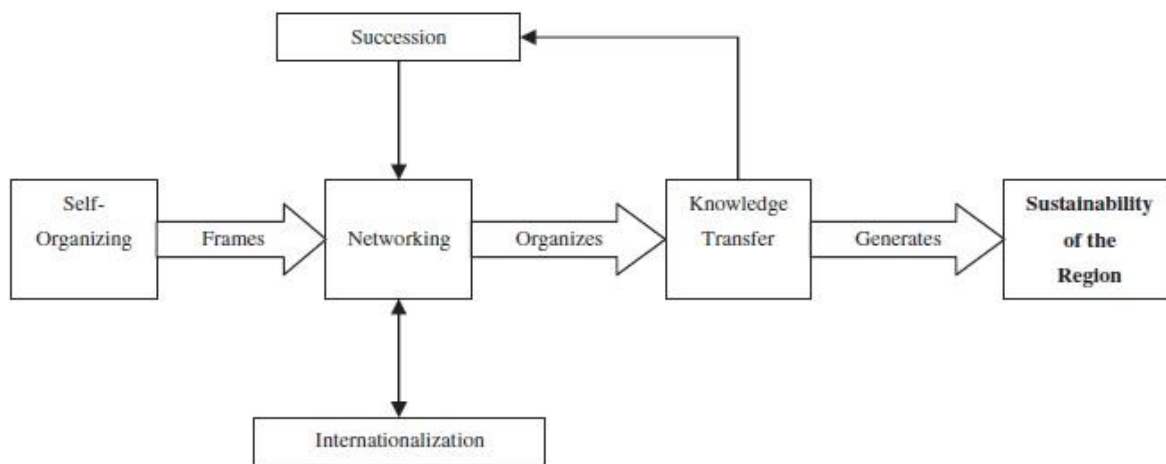 Succession
Self-
Organizing
Frames
Networking
Organizes
Knowledge
Transfer
Generates
Sustainability
of the
Region
Internationalization